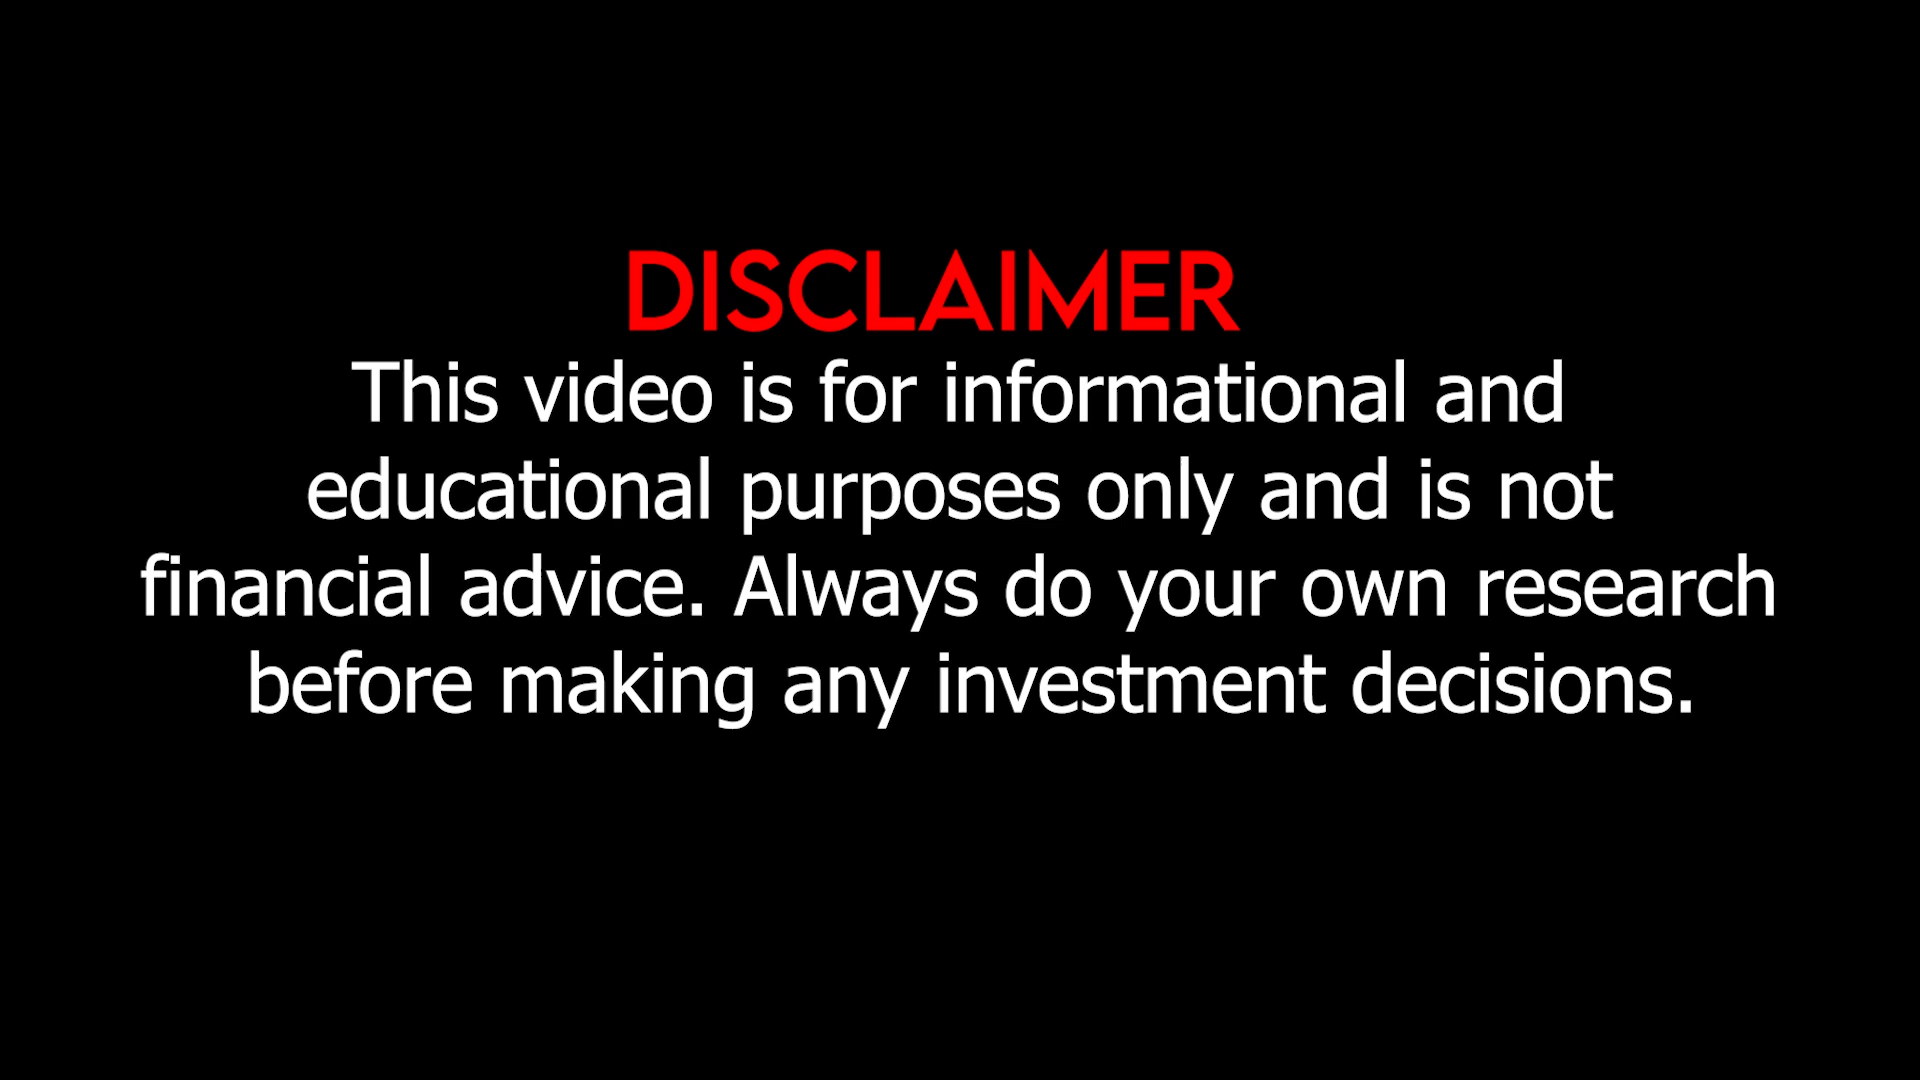 DISCLAIMER
This video is for informational and
educational purposes only and is not
financial advice. Always do your own research
before making any investment decisions.